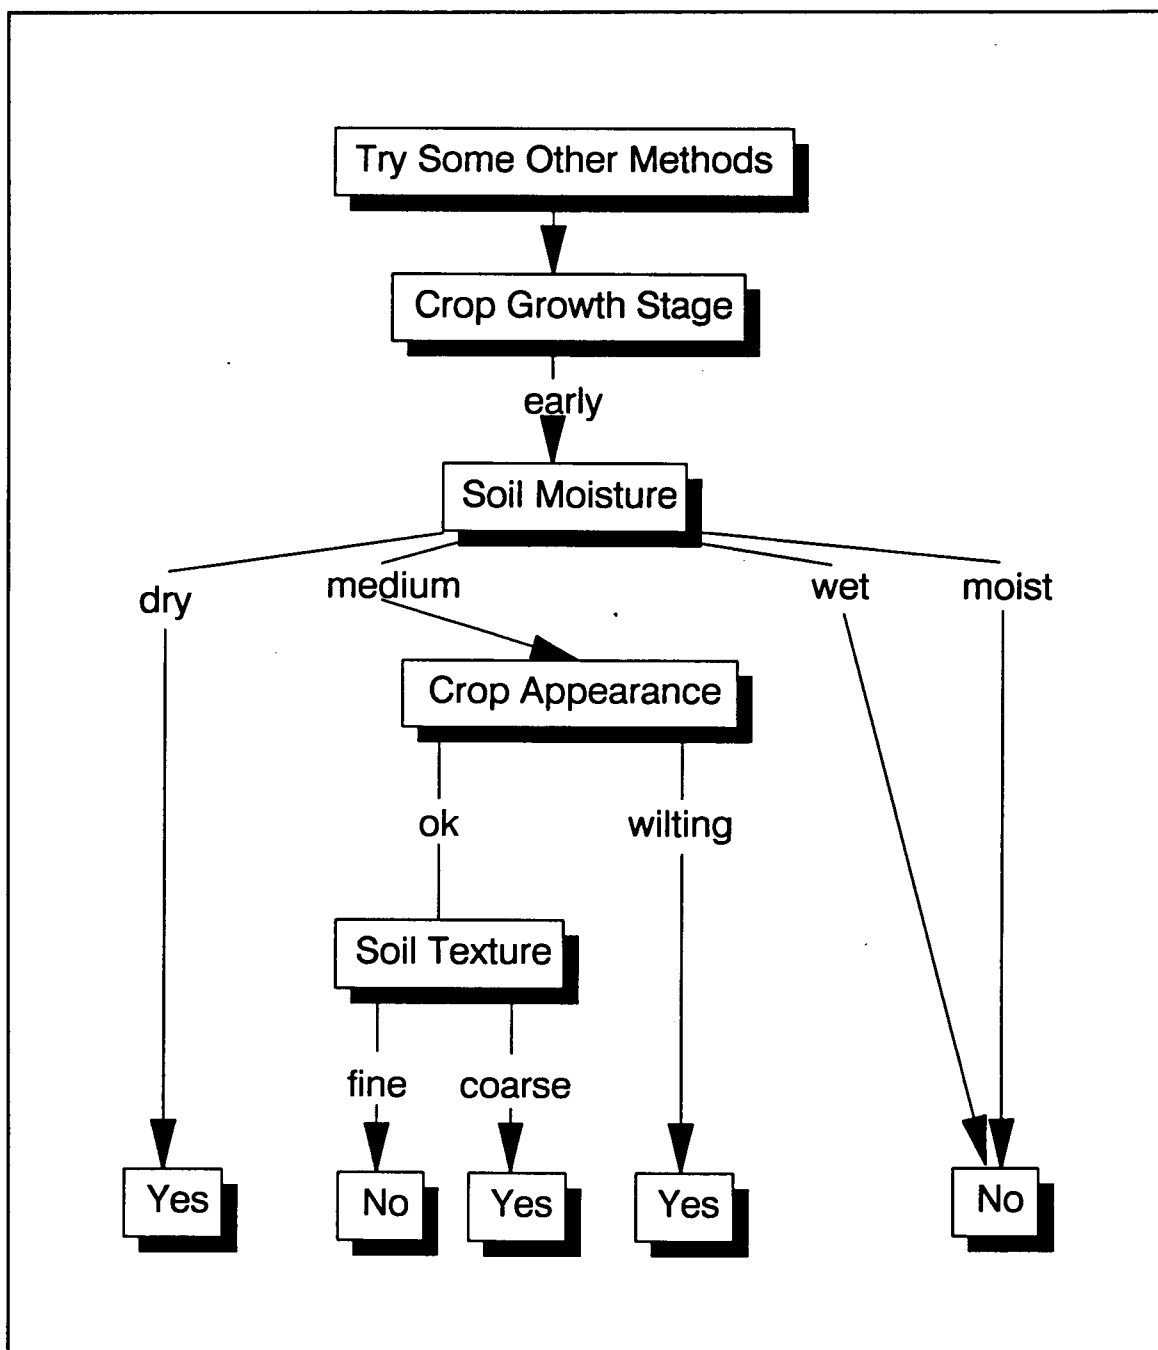 Try Some Other Methods
Crop Growth Stage
early
Soil Moisture
dry
medium
wet
moist
Crop Appearance
ok
wilting
Soil Texture
fine
coarse
Yes
No
Yes
Yes
No